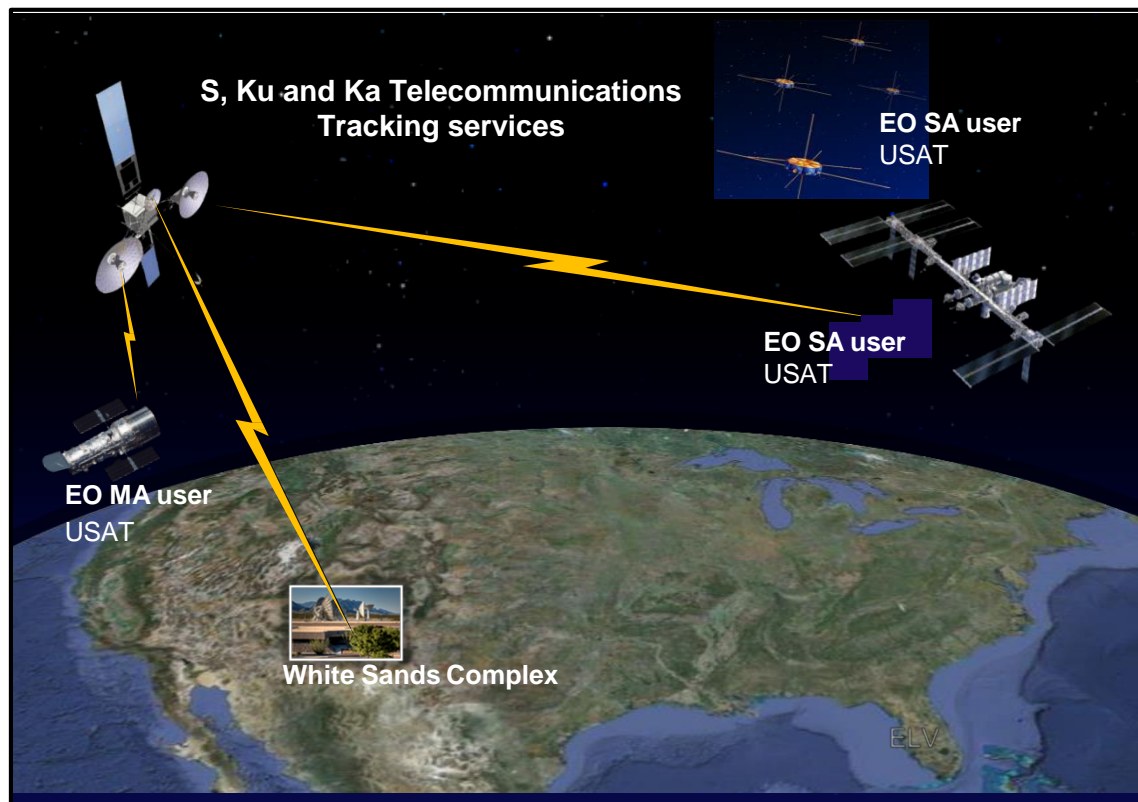 S, Ku and Ka Telecommunications
Tracking services
EO SA user
USAT
EO SA user
USAT
EO MA user
USAT
White Sands Complex
ELV